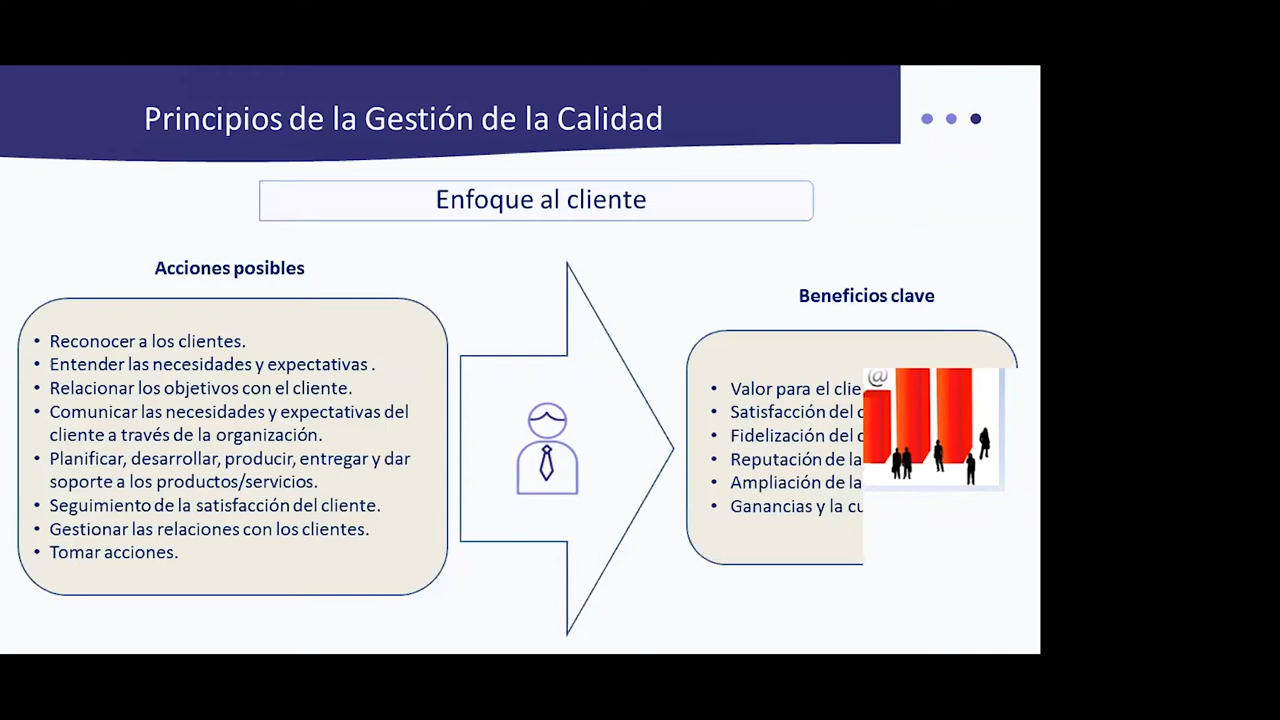 Principios de la Gestión de la Calidad
Enfoque al cliente
Acciones posibles
• Reconocer a los clientes.
• Entender las necesidades y expectativas .
• Relacionar los objetivos con el cliente.
• Comunicar las necesidades y expectativas del
cliente a través de la organización.
• Planificar, desarrollar, producir, entregar y dar
soporte a los productos/servicios.
• Seguimiento de la satisfacción del cliente.
• Gestionar las relaciones con los clientes.
• Tomar acciones.
Beneficios clave
• Valor para el
• Satisfacción del
• Fidelización del
• Reputación de la
• Ampliación de la
• Ganancias y la
@